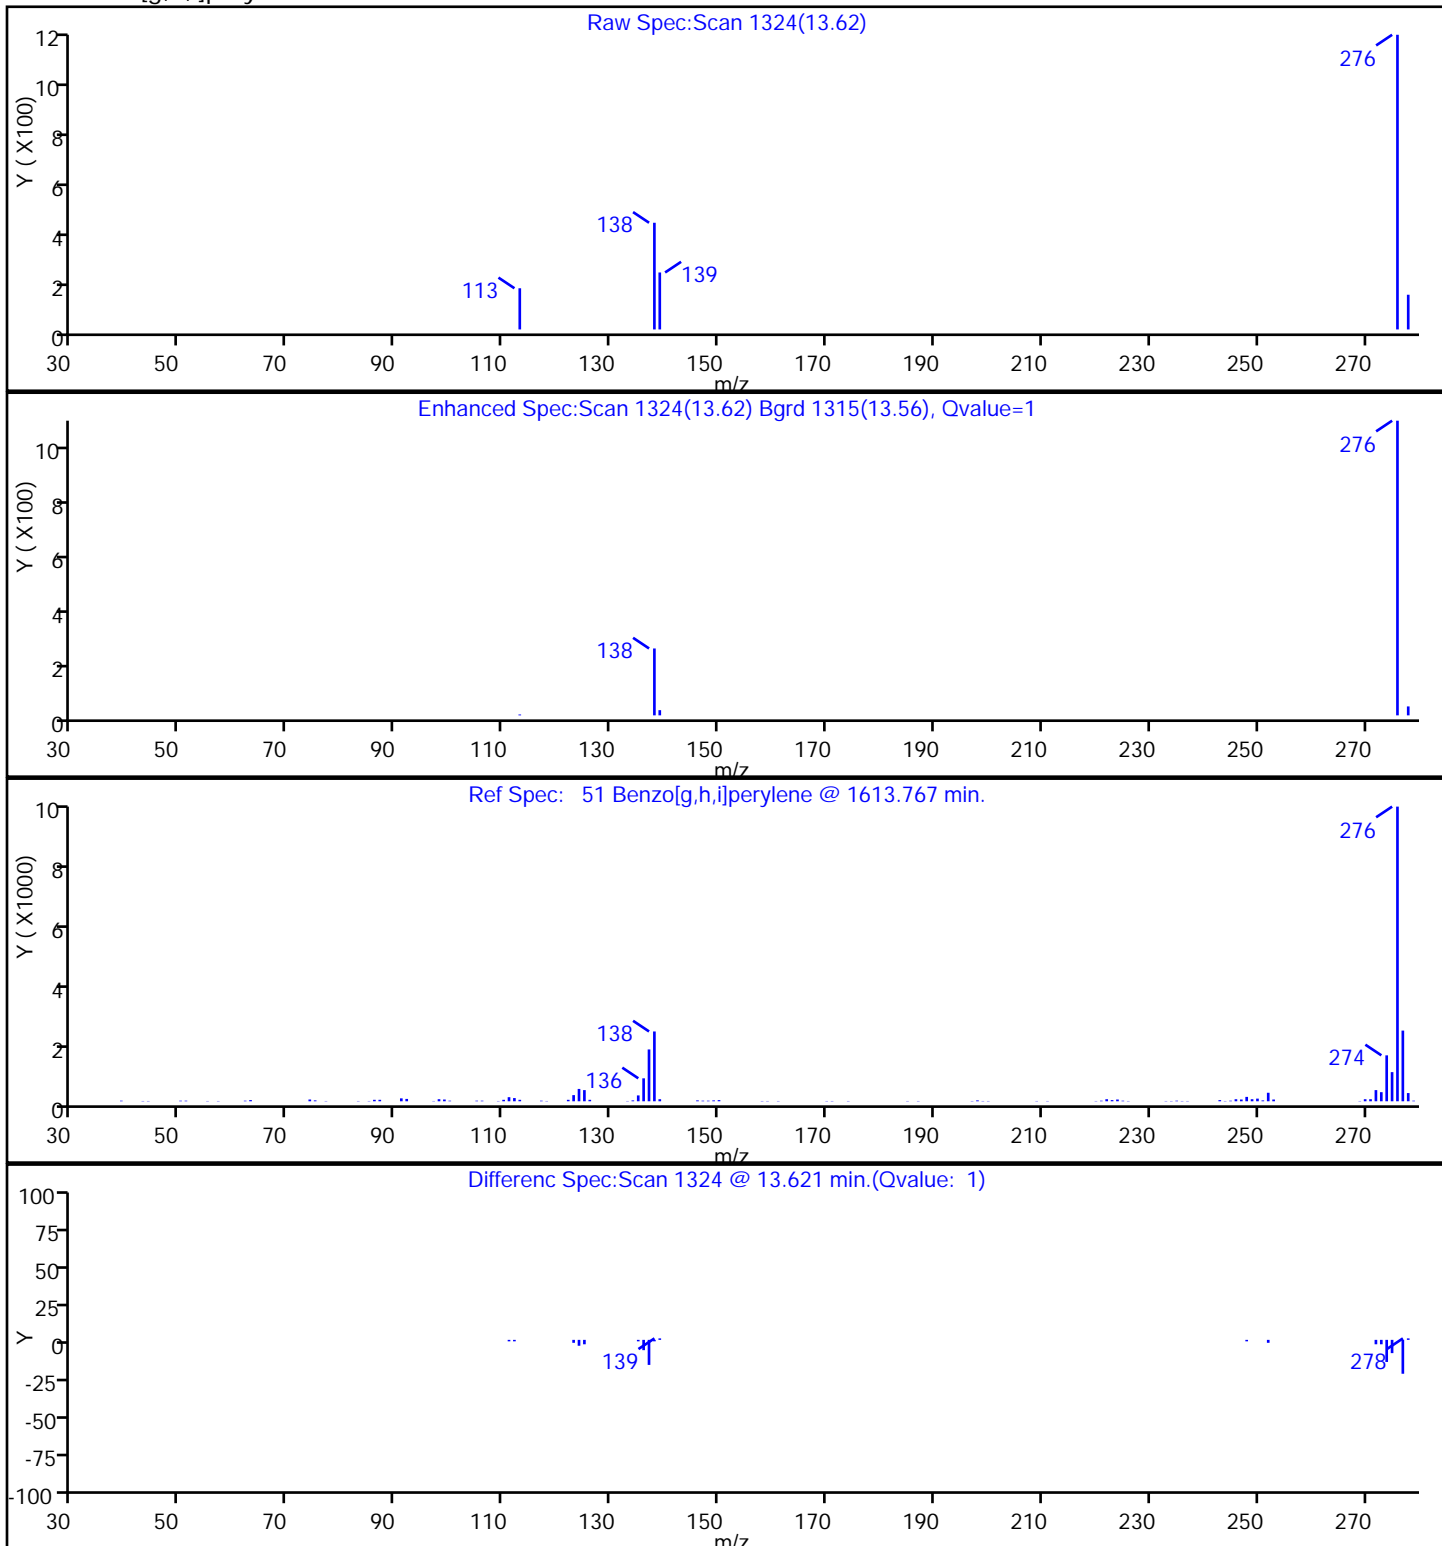 Raw Spec:Scan 1324(13.62)
12
10
8
6
4
2
0
Y ( X100)
276
138
139
113
30 50 70 90 110 130 150 170 190 210 230 250 270
m/z
Enhanced Spec:Scan 1324(13.62) Bgrd 1315(13.56), Qvalue=1
10
8
6
4
2
0
Y ( X100)
276
138
30 50 70 90 110 130 150 170 190 210 230 250 270
m/z
Ref Spec: 51 Benzo[g,h,i]perylene @ 1613.767 min.
10
8
6
4
2
0
Y ( X1000)
276
138
136
274
30 50 70 90 110 130 150 170 190 210 230 250 270
m/z
Differenc Spec:Scan 1324 @ 13.621 min.(Qvalue: 1)
100
75
50
25
0
-25
-50
-75
-100
Y
139
278
30 50 70 90 110 130 150 170 190 210 230 250 270
m/z